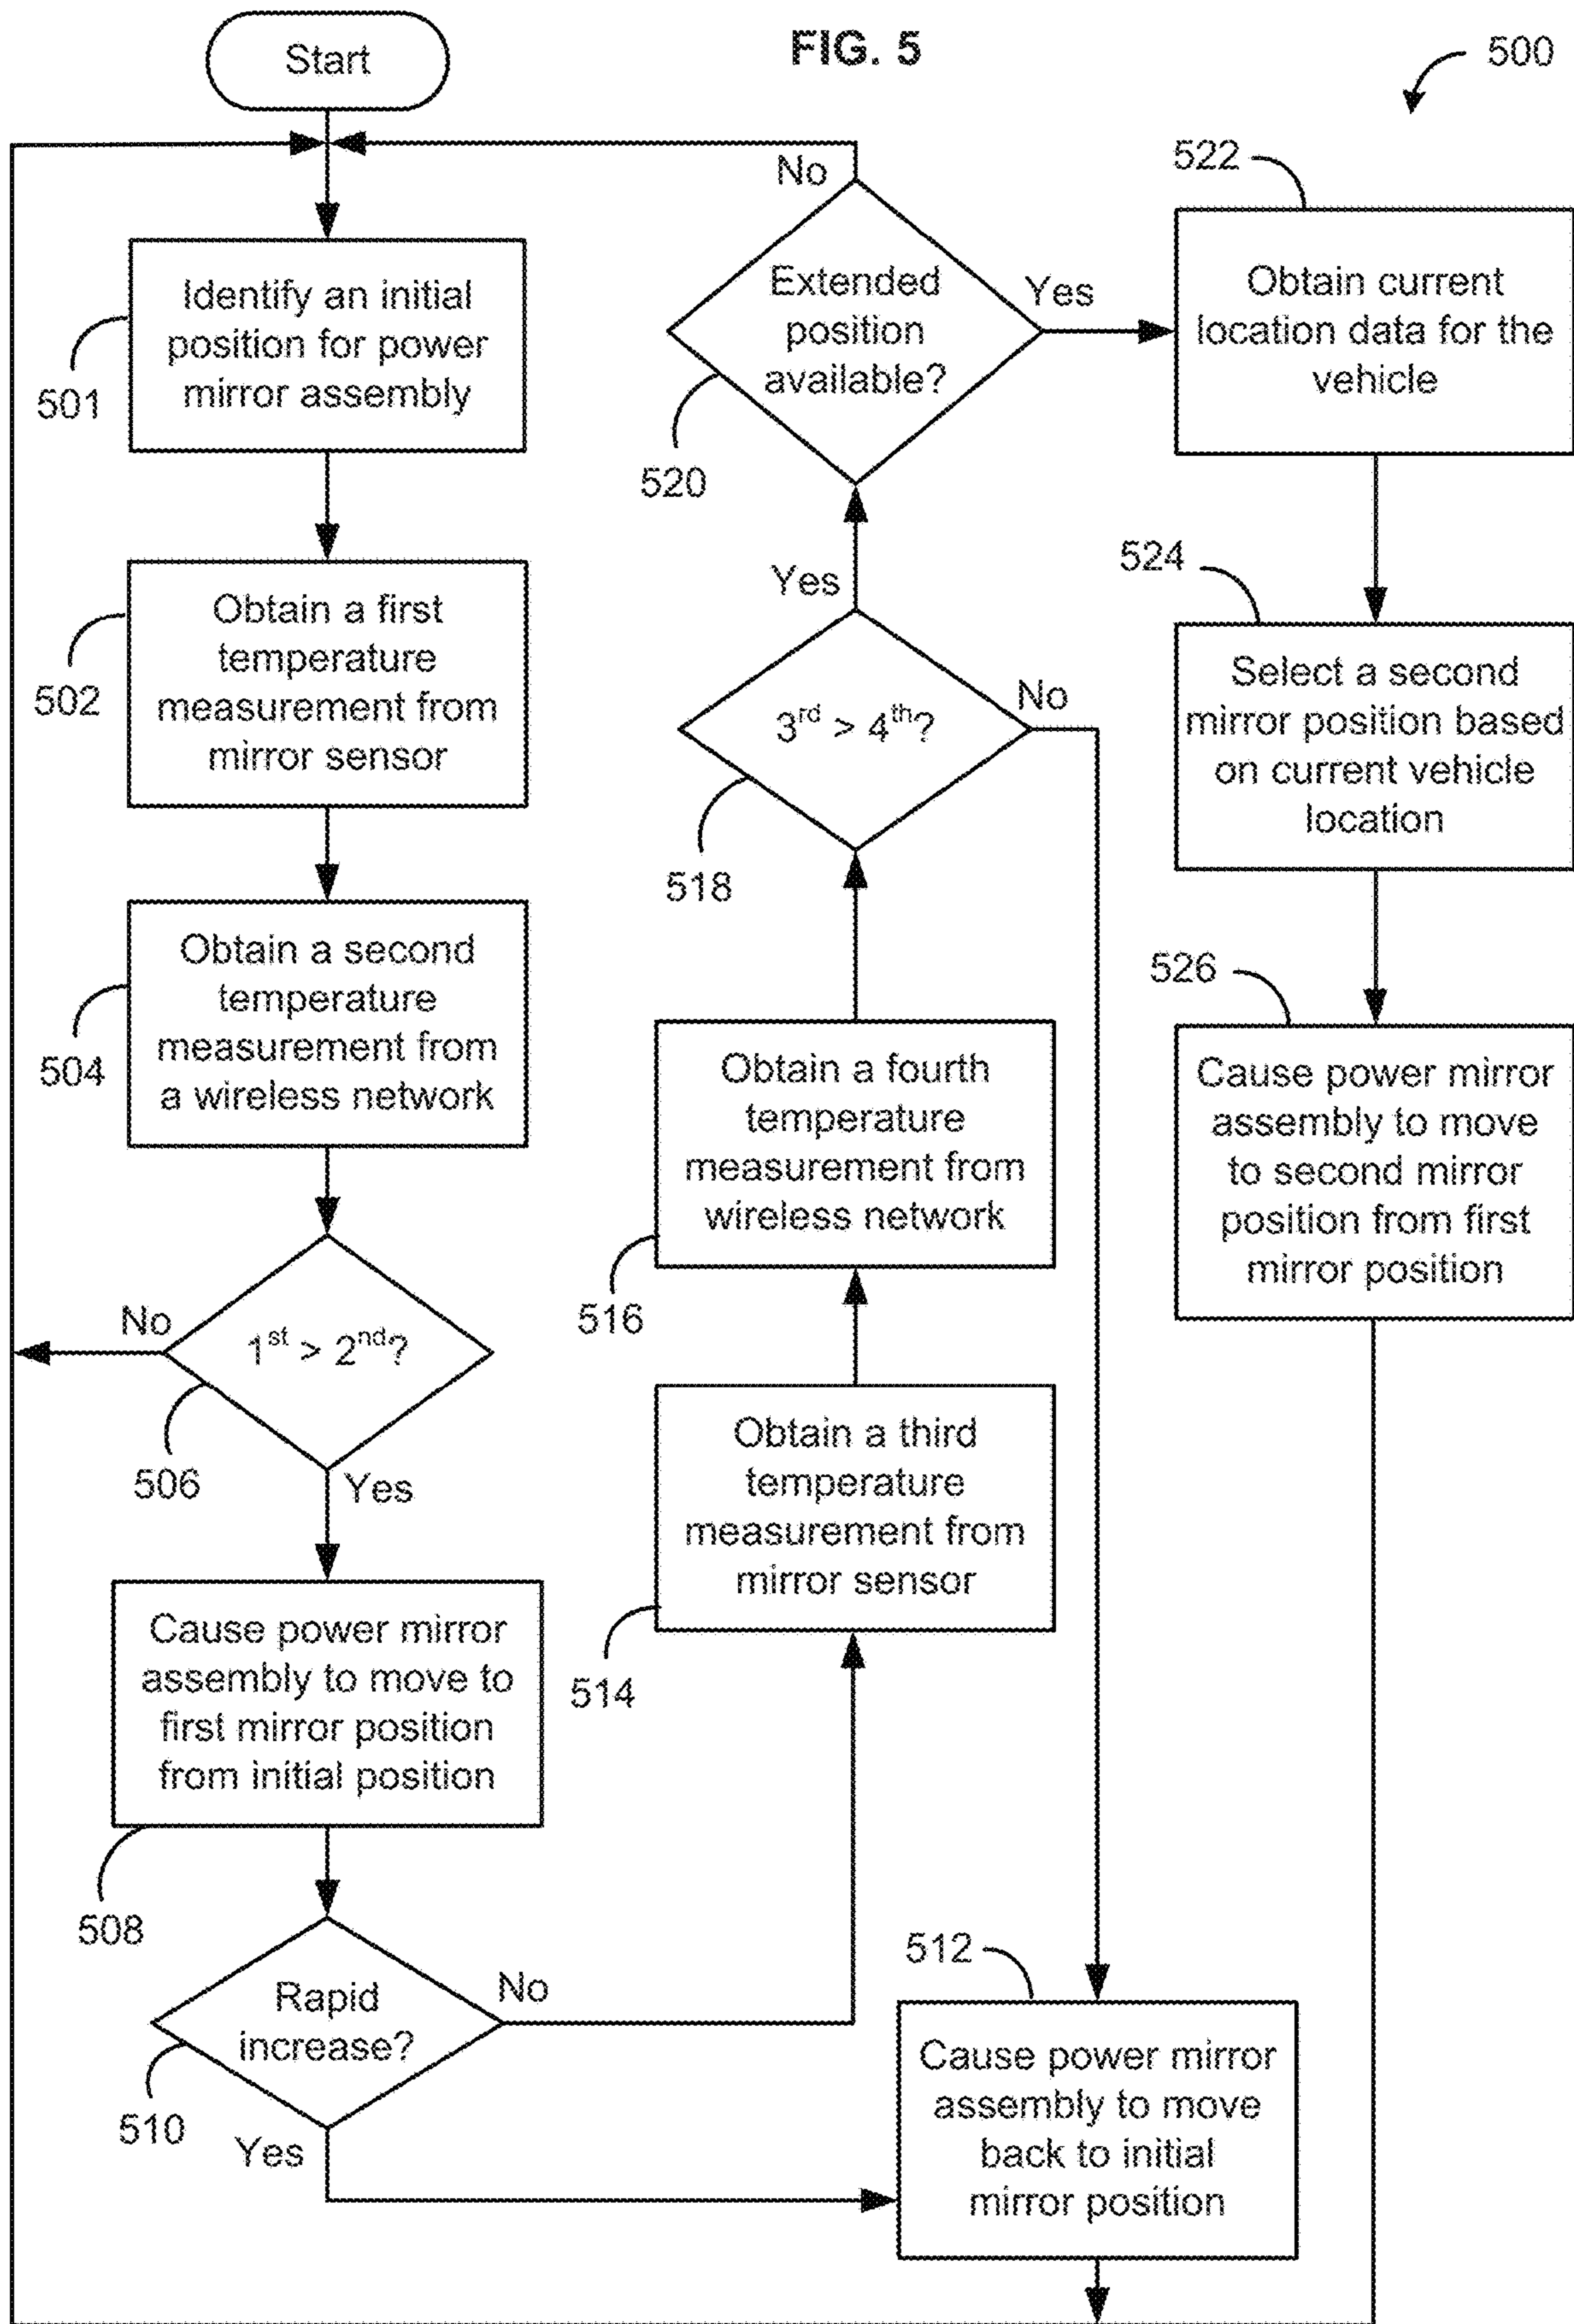 FIG. 5
500
Start
Identify an initial
position for power
mirror assembly
501
Obtain a first
temperature
measurement from
mirror sensor
502
Obtain a second
temperature
measurement from
a wireless network
504
1st > 2nd?
No
Yes
506
Cause power mirror
assembly to move to
first mirror position
from initial position
508
Rapid
increase?
No
Yes
510
512
Cause power mirror
assembly to move
back to initial
mirror position
Obtain a third
temperature
measurement from
mirror sensor
514
Obtain a fourth
temperature
measurement from
wireless network
516
3rd > 4th?
No
Yes
518
Extended
position
available?
No
Yes
520
522
Obtain current
location data for the
vehicle
524
Select a second
mirror position based
on current vehicle
location
526
Cause power mirror
assembly to move
to second mirror
position from first
mirror position